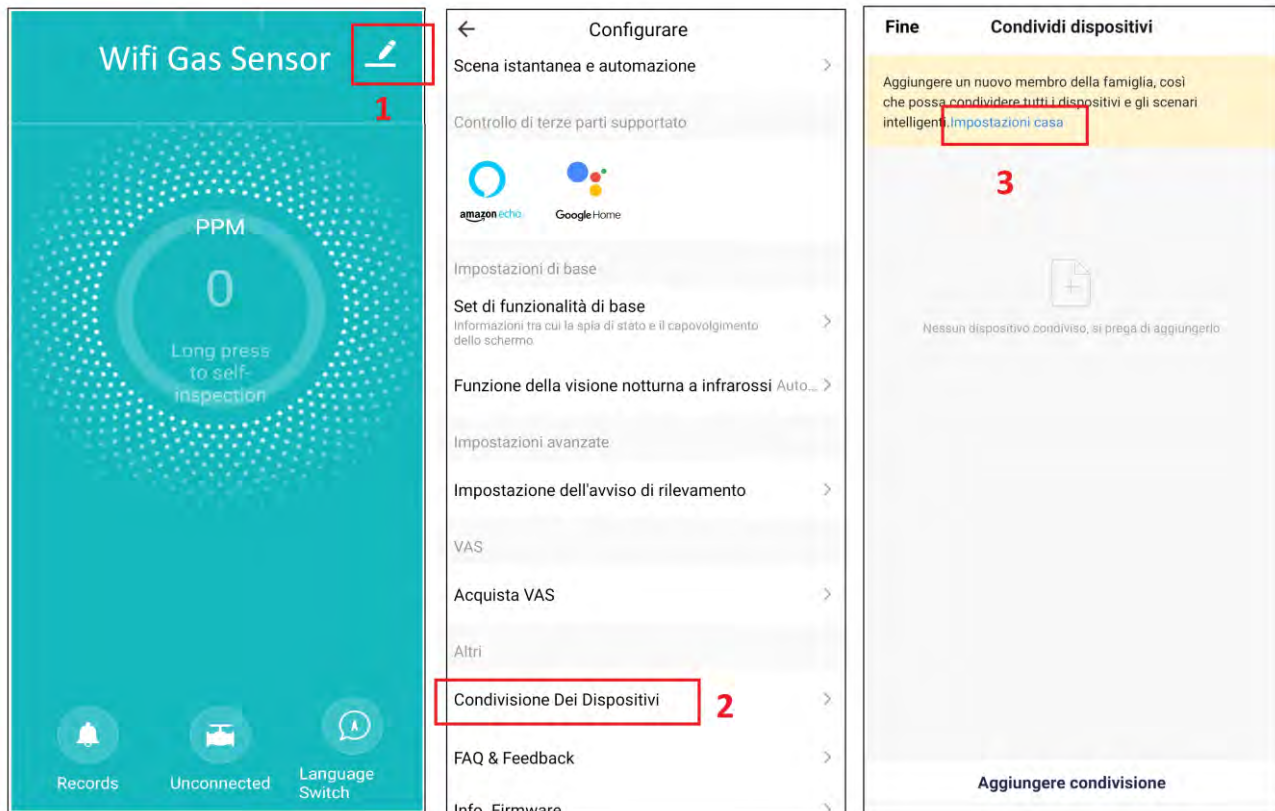 Wifi Gas Sensor
1
PPM
0
Long press
to self-
inspection
Records
Unconnected
Language
Switch
Configurare
Scena istantanea e automazione
Controllo di terze parti supportato
amazon echo
Google Home
Impostazioni di base
Set di funzionalità di base
Informazioni tra cui la spia di stato e il capovolgimento
dello schermo
Funzione della visione notturna a infrarossi Auto...
Impostazioni avanzate
Impostazione dell'avviso di rilevamento
VAS
Acquista VAS
Altri
Condivisione Dei Dispositivi
2
FAQ & Feedback
Info. Firmware
Fine Condividi dispositivi
Aggiungere un nuovo membro della famiglia, così
che possa condividere tutti i dispositivi e gli scenari
intelligenti.Impostazioni casa
3
Nessun dispositivo condiviso, si prega di aggiungerlo
Aggiungere condivisione